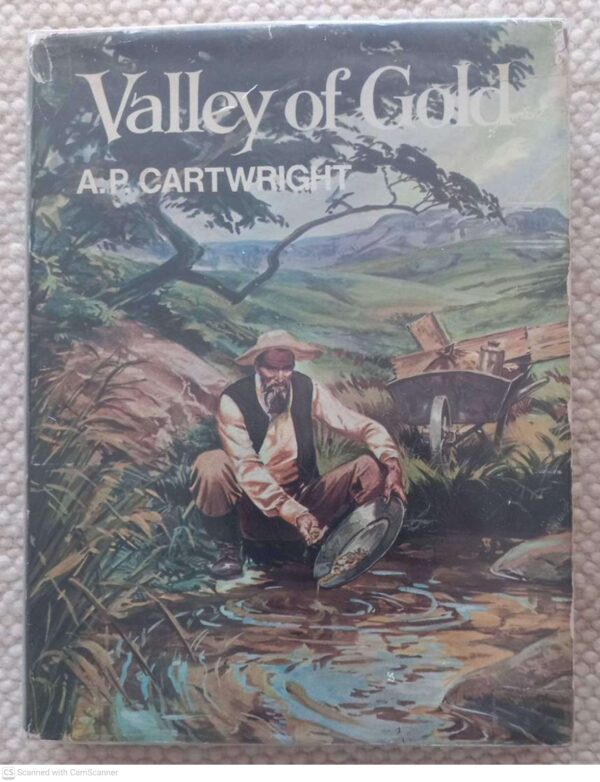 Valley of Gold
A.P. CARTWRIGHT
CS Scanned with CamScanner